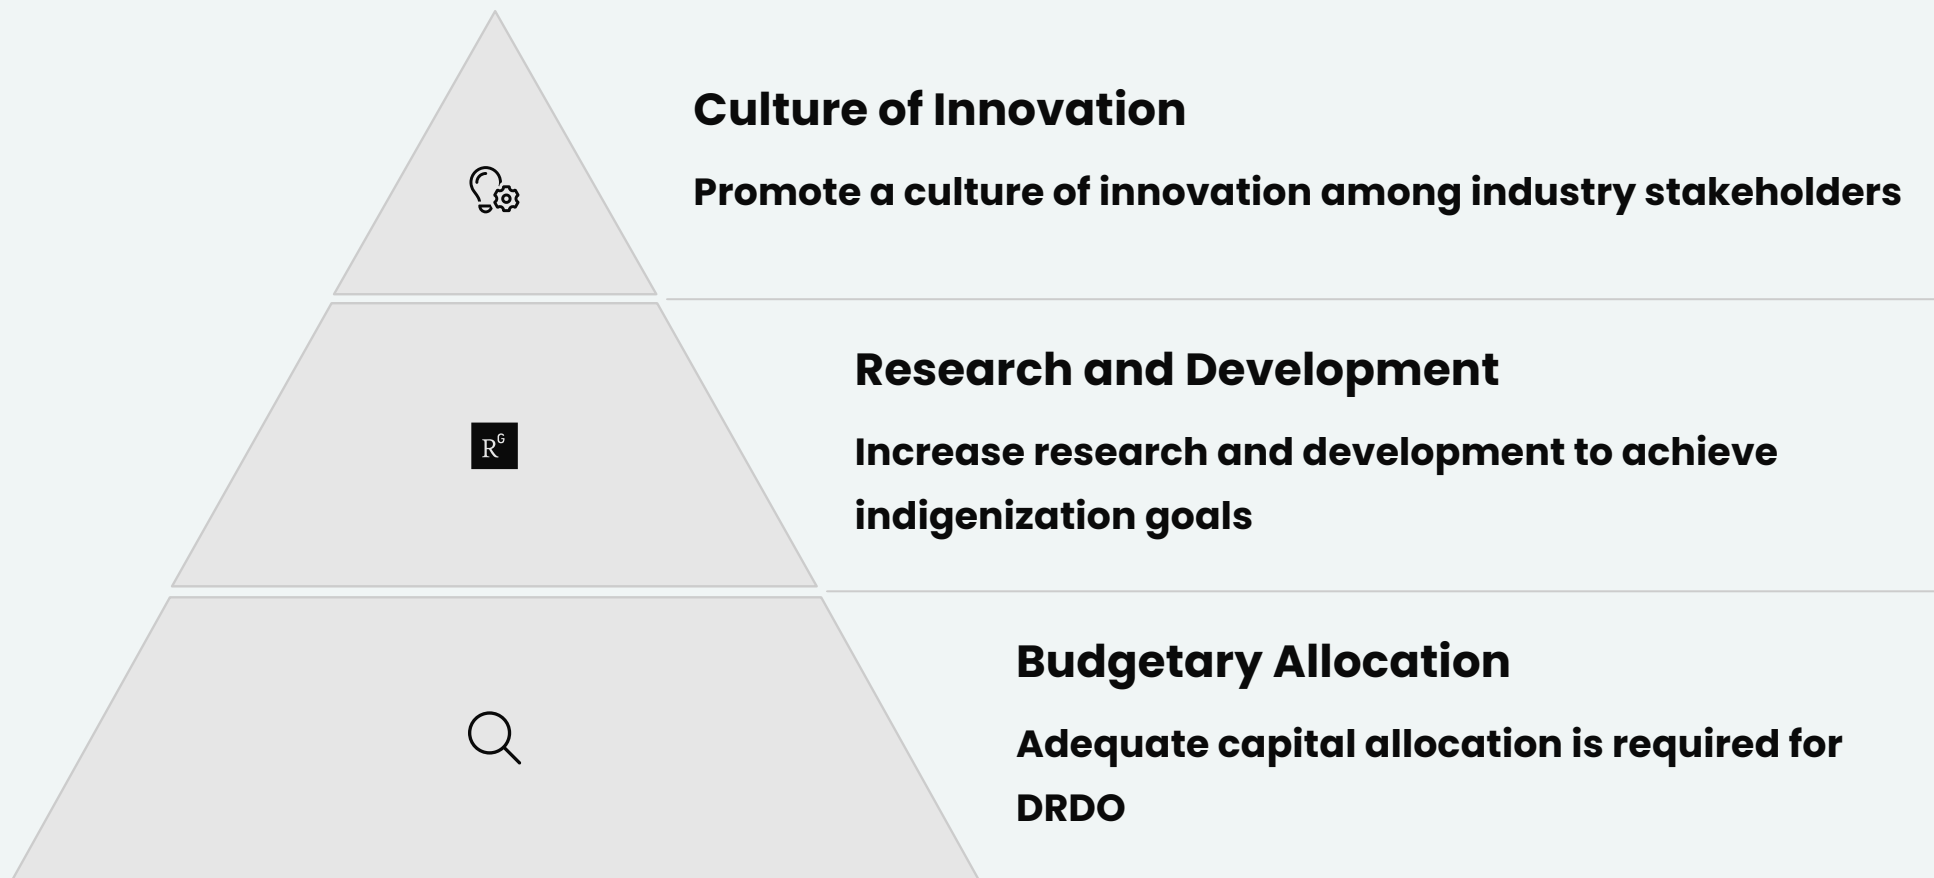 Culture of Innovation
Promote a culture of innovation among industry stakeholders
Research and Development
RG
Increase research and development to achieve
indigenization goals
Budgetary Allocation
Adequate capital allocation is required for
DRDO